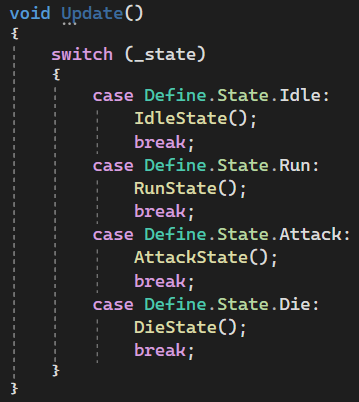 void Update()
{
    switch (_state)
    {
        case Define.State.Idle:
            IdleState();
            break;
        case Define.State.Run:
            RunState();
            break;
        case Define.State.Attack:
            AttackState();
            break;
        case Define.State.Die:
            DieState();
            break;
    }
}